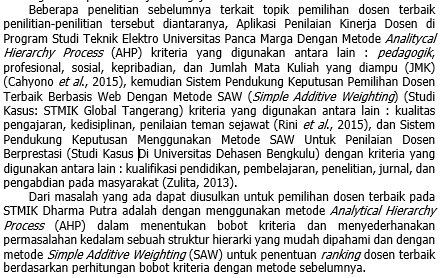 Beberapa penelitian sebelumnya terkait topik pemilihan dosen terbaik
penilitian-penilitian tersebut diantaranya, Aplikasi Penilaian Kinerja Dosen di
Program Studi Teknik Elektro Universitas Panca Marga Dengan Metode Analitycal
Hierarchy Process (AHP) kriteria yang digunakan antara lain : pedagogik,
profesional, sosial, kepribadian, dan Jumlah Mata Kuliah yang diampu (JMK)
(Cahyono et al., 2015), kemudian Sistem Pendukung Keputusan Pemilihan Dosen
Terbaik Berbasis Web Dengan Metode SAW (Simple Additive Weighting) (Studi
Kasus: STMIK Global Tangerang) kriteria yang digunakan antara lain : kualitas
pengajaran, kedisiplinan, penilaian teman sejawat (Rini et al., 2015), dan Sistem
Pendukung Keputusan Menggunakan Metode SAW Untuk Penilaian Dosen
Berprestasi (Studi Kasus Di Universitas Dehasen Bengkulu) dengan kriteria yang
digunakan antara lain : kualifikasi pendidikan, pembelajaran, penelitian, jurnal, dan
pengabdian pada masyarakat (Zulita, 2013).
Dari masalah yang ada dapat diusulkan untuk pemilihan dosen terbaik pada
STMIK Dharma Putra adalah dengan menggunakan metode Analytical Hierarchy
Process (AHP) dalam menentukan bobot kriteria dan menyederhanakan
permasalahan kedalam sebuah struktur hierarki yang mudah dipahami dan dengan
metode Simple Additive Weighting (SAW) untuk penentuan ranking dosen terbaik
berdasarkan perhitungan bobot kriteria dengan metode sebelumnya.